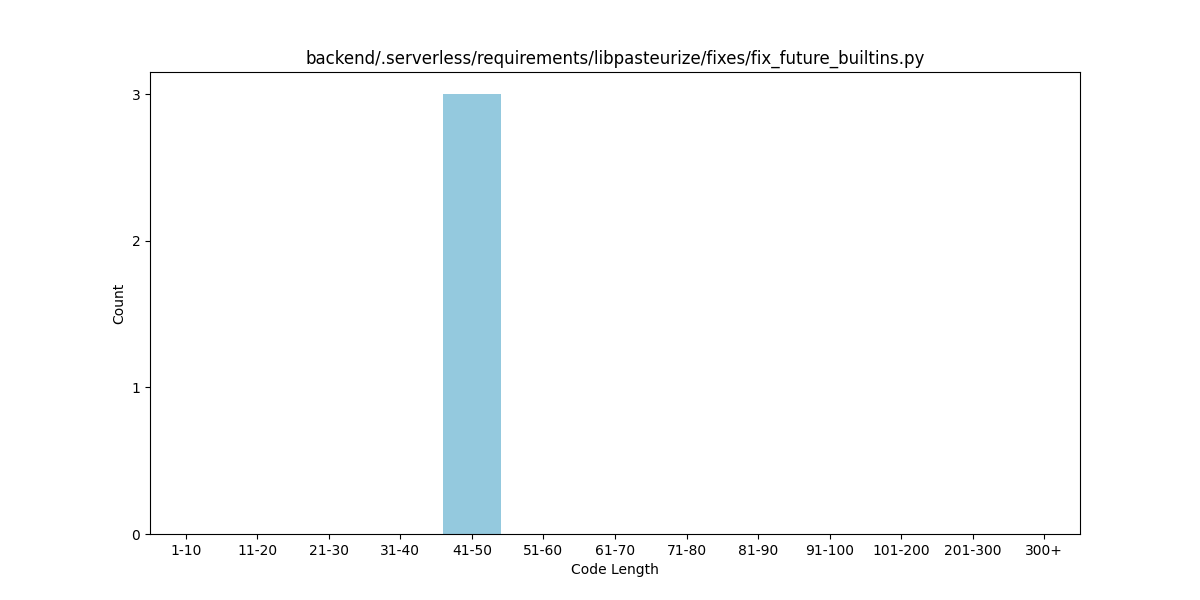 backend/.serverless/requirements/libpasteurize/fixes/fix_future_builtins.py
3
2
1
0
Count
1-10 11-20 21-30 31-40 41-50 51-60 61-70 71-80 81-90 91-100 101-200 201-300 300+
Code Length